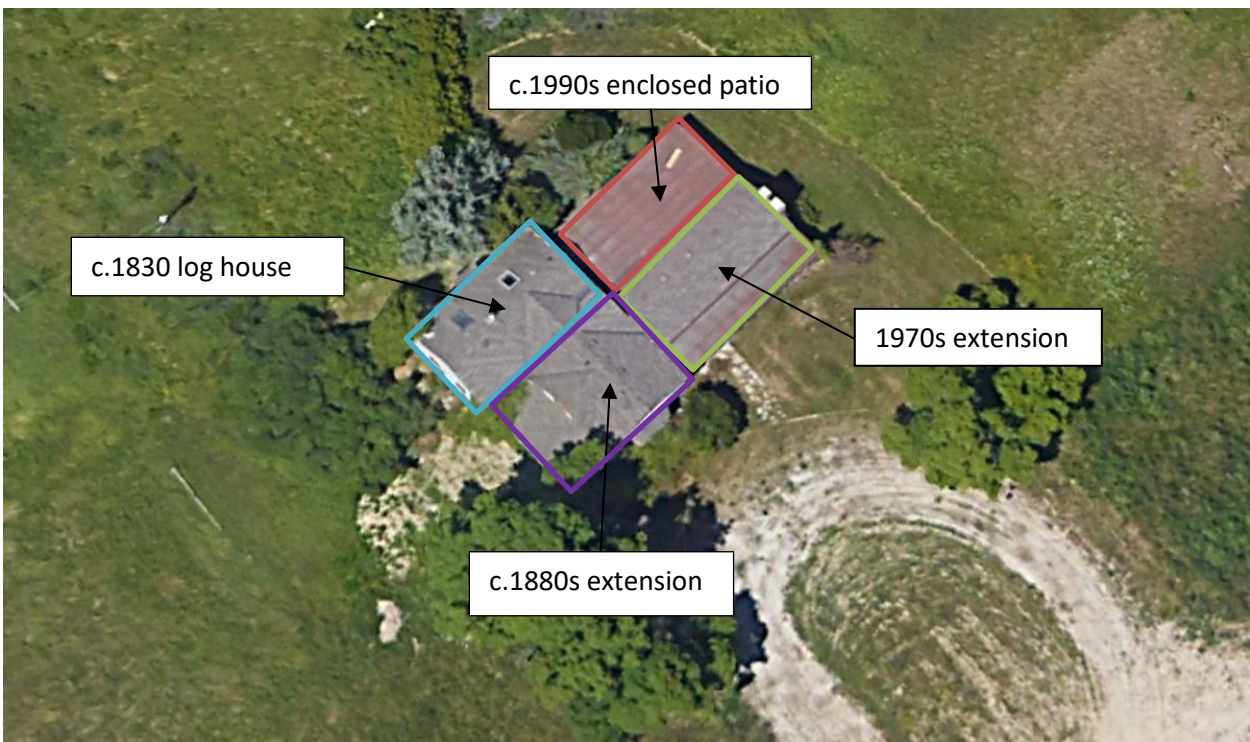 c.1990s enclosed patio
c.1830 log house
1970s extension
c.1880s extension